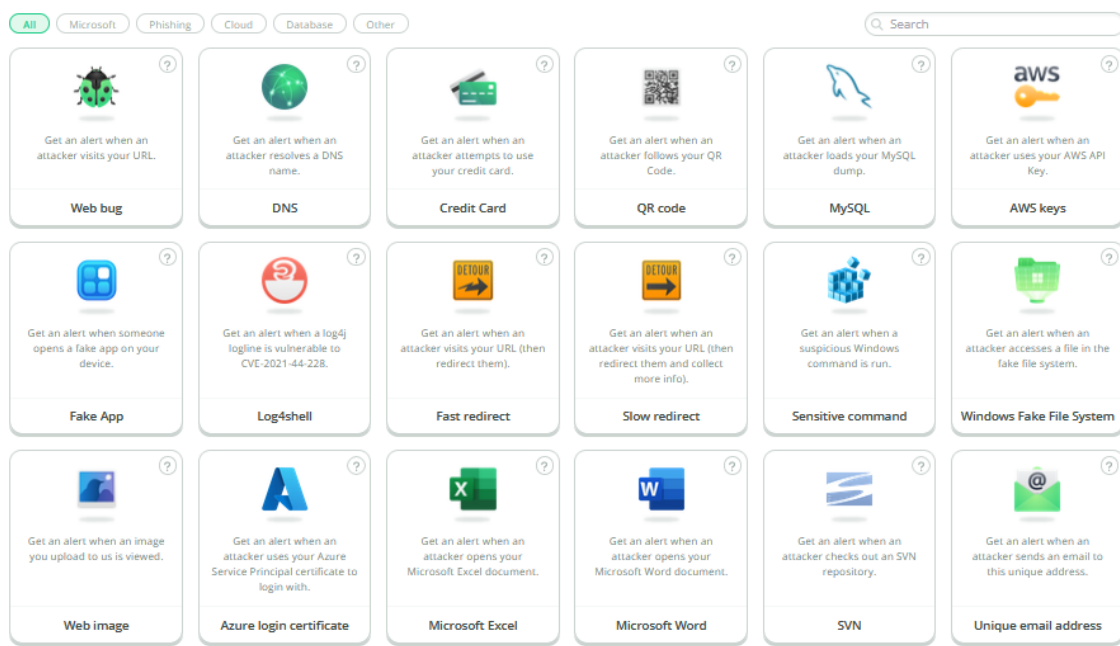 All Microsoft Phishing Cloud Database Other Search
?
Get an alert when an
attacker visits your URL.
Web bug
?
Get an alert when an
attacker resolves a DNS
name.
DNS
?
Get an alert when an
attacker attempts to use
your credit card.
Credit Card
?
Get an alert when an
attacker follows your QR
Code.
QR code
?
Get an alert when an
attacker loads your MySQL
dump.
MySQL
?
aws
Get an alert when an
attacker uses your AWS API
Key.
AWS keys
?
Get an alert when someone
opens a fake app on your
device.
Fake App
?
Get an alert when a log4j
logline is vulnerable to
CVE-2021-44-228.
Log4shell
?
DETOUR
Get an alert when an
attacker visits your URL (then
redirect them).
Fast redirect
?
DETOUR
Get an alert when an
attacker visits your URL (then
redirect them and collect
more info).
Slow redirect
?
Get an alert when a
suspicious Windows
command is run.
Sensitive command
?
Get an alert when an
attacker accesses a file in the
fake file system.
Windows Fake File System
?
Get an alert when an image
you upload to us is viewed.
Web image
?
Get an alert when an
attacker uses your Azure
Service Principal certificate to
login with.
Azure login certificate
?
X
Get an alert when an
attacker opens your
Microsoft Excel document.
Microsoft Excel
?
W
Get an alert when an
attacker opens your
Microsoft Word document.
Microsoft Word
?
Get an alert when an
attacker checks out an SVN
repository.
SVN
?
@
Get an alert when an
attacker sends an email to
this unique address.
Unique email address